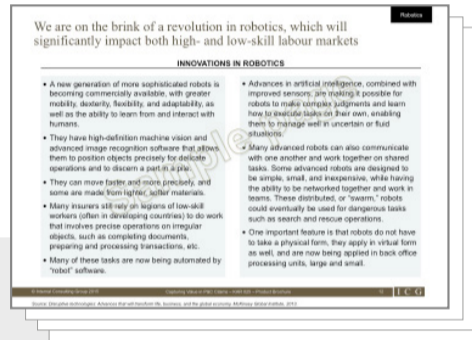 Robotics
We are on the brink of a revolution in robotics, which will
significantly impact both high- and low-skill labour markets
INNOVATIONS IN ROBOTICS
• A new generation of more sophisticated robots is
becoming commercially available, with greater
mobility, dexterity, flexibility, and adaptability, as
well as the ability to learn from and interact with
humans.
• They have high-definition machine vision and
advanced image recognition software that allows
them to position objects precisely for delicate
operations and to discern a part in a pile.
• They can move faster and more precisely, and
some are made from lighter, softer materials.
• Many insurers still rely on legions of low-skill
workers (often in developing countries) to do work
that involves precise operations on irregular
objects, such as completing documents,
preparing and processing transactions, etc.
• Many of these tasks are now being automated by
"robot" software.
• Advances in artificial intelligence, combined with
improved sensors, are making it possible for
robots to make complex judgments and learn
how to execute tasks on their own, enabling
them to manage well in uncertain or fluid
situations.
• Many advanced robots can also communicate
with one another and work together on shared
tasks. Some advanced robots are designed to
be simple, small, and inexpensive, while having
the ability to be networked together and work in
teams. These distributed, or "swarm," robots
could eventually be used for dangerous tasks
such as search and rescue operations.
• One important feature is that robots do not have
to take a physical form, they apply in virtual form
as well, and are now being applied in back office
processing units, large and small.
Sample page
© Internal Consulting Group 2015
Capturing Value in P&C Claims – Product Brochure
ICG
Source: Disruptive technologies: Advances that will transform life, business, and the global economy, McKinsey Global Institute, 2013